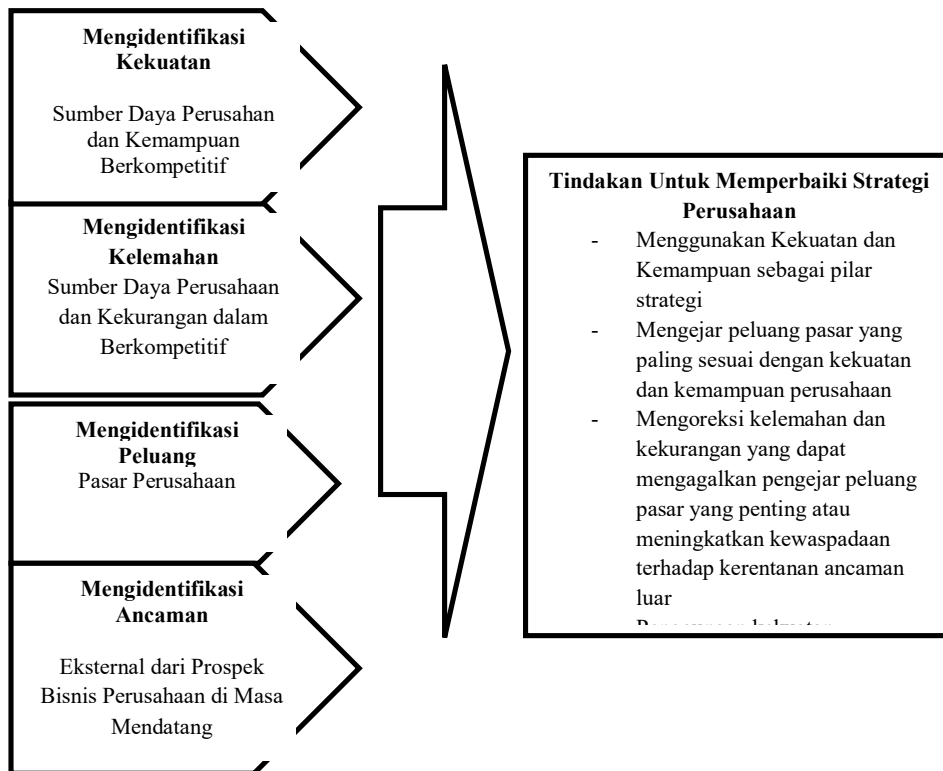 Mengidentifikasi
Kekuatan
Sumber Daya Perusahan
dan Kemampuan
Berkompetitif
Mengidentifikasi
Kelemahan
Sumber Daya Perusahaan
dan Kekurangan dalam
Berkompetitif
Mengidentifikasi
Peluang
Pasar Perusahaan
Mengidentifikasi
Ancaman
Eksternal dari Prospek
Bisnis Perusahaan di Masa
Mendatang
Tindakan Untuk Memperbaiki Strategi
Perusahaan
- Menggunakan Kekuatan dan
Kemampuan sebagai pilar
strategi
- Mengejar peluang pasar yang
paling sesuai dengan kekuatan
dan kemampuan perusahaan
- Mengoreksi kelemahan dan
kekurangan yang dapat
mengagalkan pengejar peluang
pasar yang penting atau
meningkatkan kewaspadaan
terhadap kerentanan ancaman
luar